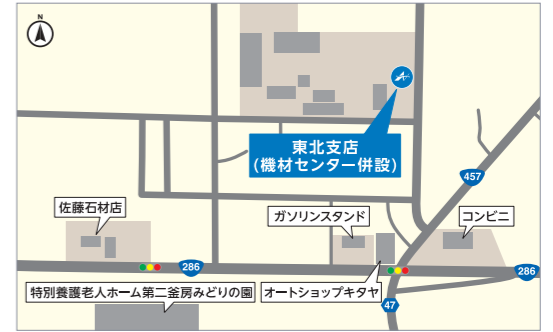 N
東北支店
(機材センター併設)
457
佐藤石材店
ガソリンスタンド
コンビニ
286
286
特別養護老人ホーム第二釜房みどりの園
オートショップキタヤ
47